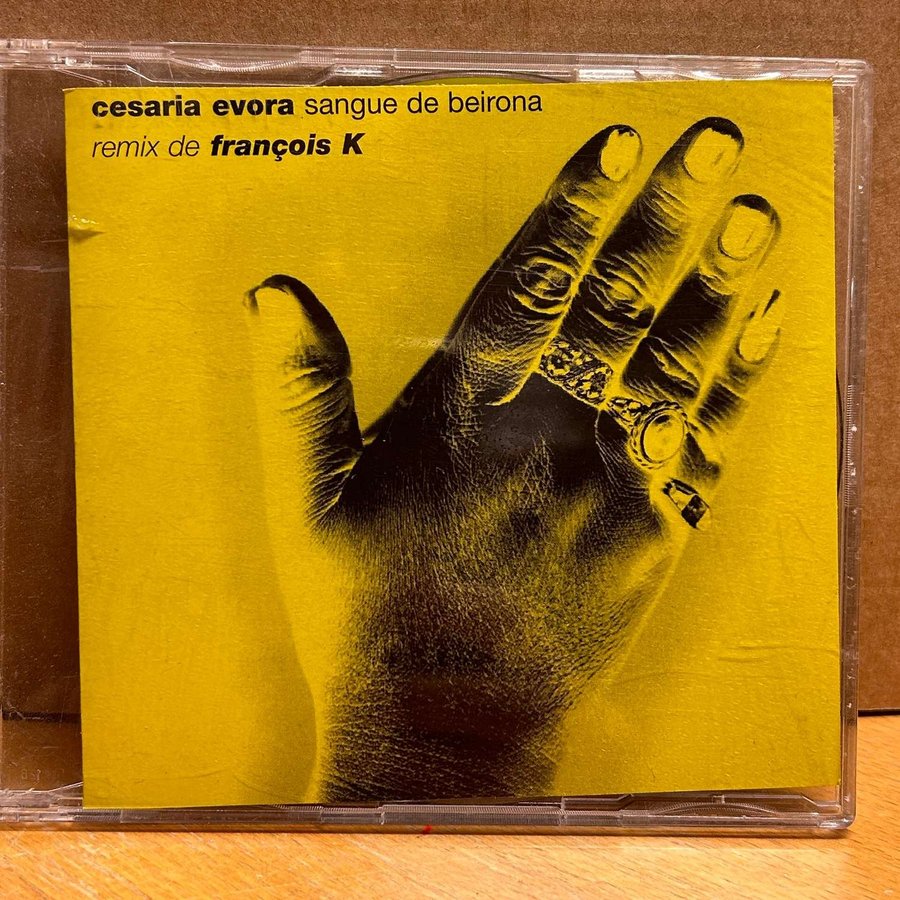 cesaria evora sangue de beirona
remix de françois K